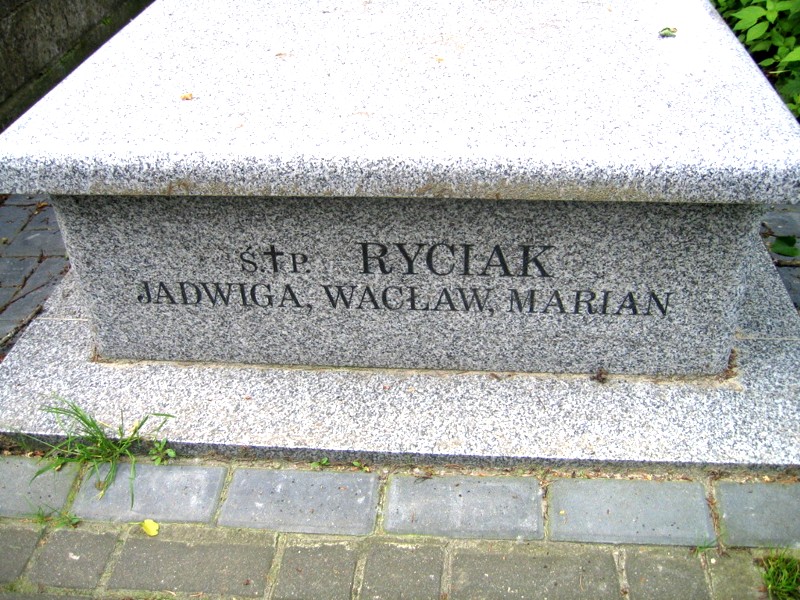 Ś.†P. RYCIAK
JADWIGA, WACŁAW, MARIAN